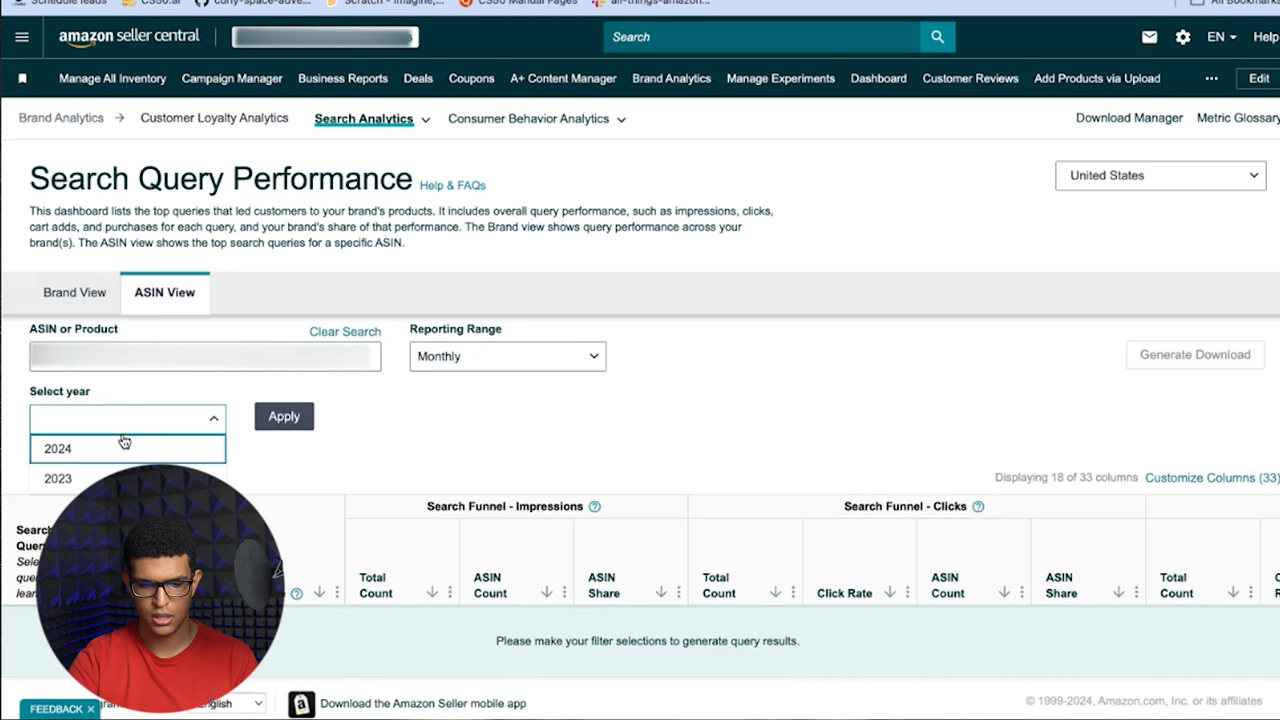 Schedule leads
CS50.ai
curly-space-adve...
Scratch - Imagine,...
CS50 Manual Pages
all-things-amazon...
All Bookmarks
amazon seller central
Search
EN
Help
Manage All Inventory
Campaign Manager
Business Reports
Deals
Coupons
A+ Content Manager
Brand Analytics
Manage Experiments
Dashboard
Customer Reviews
Add Products via Upload
Edit
Brand Analytics
Customer Loyalty Analytics
Search Analytics
Consumer Behavior Analytics
Download Manager
Metric Glossary
Search Query Performance
Help & FAQs
United States
This dashboard lists the top queries that led customers to your brand's products. It includes overall query performance, such as impressions, clicks,
cart adds, and purchases for each query, and your brand's share of that performance. The Brand view shows query performance across your
brand(s). The ASIN view shows the top search queries for a specific ASIN.
Brand View
ASIN View
ASIN or Product
Clear Search
Reporting Range
Monthly
Generate Download
Select year
Apply
2024
2023
Displaying 18 of 33 columns
Customize Columns (33)
Search Funnel - Impressions
Search Funnel - Clicks
Search
Total
Count
ASIN
Count
ASIN
Share
Total
Count
Click Rate
ASIN
Count
ASIN
Share
Total
Count
Please make your filter selections to generate query results.
FEEDBACK
Download the Amazon Seller mobile app
© 1999-2024, Amazon.com, Inc. or its affiliates